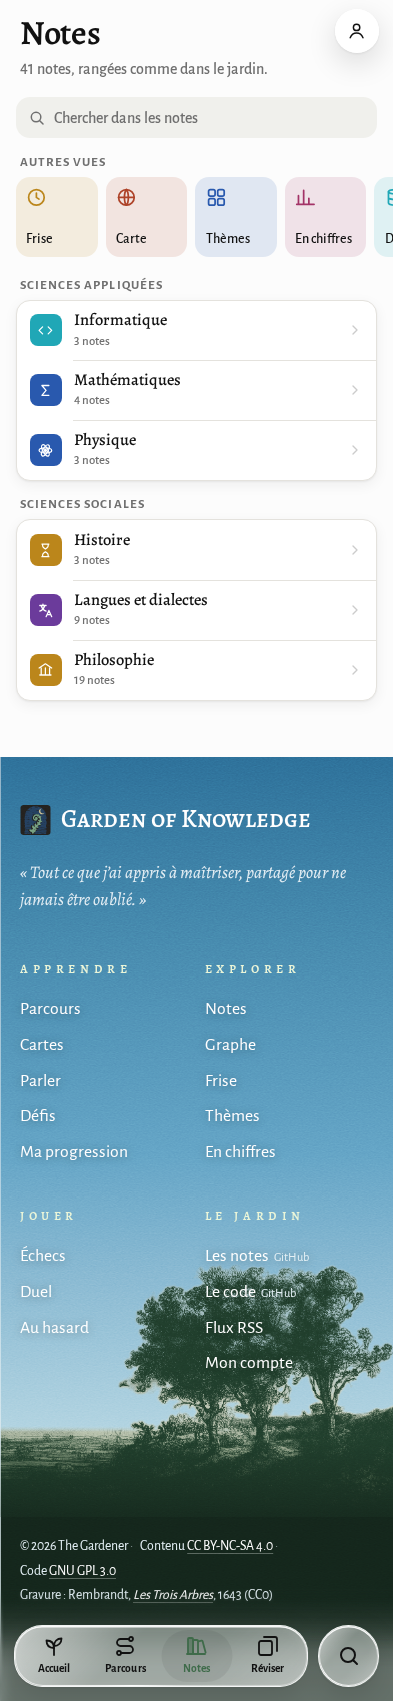 Notes
41 notes, rangées comme dans le jardin.
Chercher dans les notes
AUTRES VUES
Frise
Carte
Thèmes
En chiffres
D
SCIENCES APPLIQUÉES
Informatique
3 notes
Mathématiques
4 notes
Physique
3 notes
SCIENCES SOCIALES
Histoire
3 notes
Langues et dialectes
9 notes
Philosophie
19 notes
Garden of Knowledge
« Tout ce que j'ai appris à maîtriser, partagé pour ne
jamais être oublié. »
APPRENDRE
Parcours
Cartes
Parler
Défis
Ma progression
EXPLORER
Notes
Graphe
Frise
Thèmes
En chiffres
JOUER
Échecs
Duel
Au hasard
LE JARDIN
Les notes GitHub
Le code GitHub
Flux RSS
Mon compte
© 2026 The Gardener · Contenu CC BY-NC-SA 4.0 ·
Code GNU GPL 3.0
Gravure : Rembrandt, Les Trois Arbres, 1643 (CC0)
Accueil
Parcours
Notes
Réviser